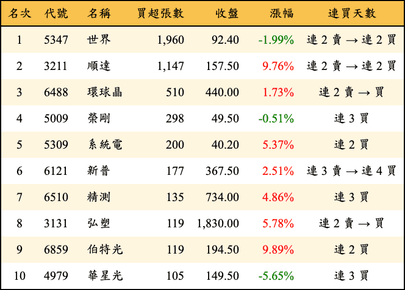 名次 代號 名稱 買超張數 收盤 漲幅 連買天數
1 5347 世界 1,960 92.40 -1.99% 連 2 賣 → 連 2 買
2 3211 順達 1,147 157.50 9.76% 連 2 賣 → 連 2 買
3 6488 環球晶 510 440.00 1.73% 連 2 賣 → 買
4 5009 榮剛 298 49.50 -0.51% 連 3 買
5 5309 系統電 200 40.20 5.37% 連 2 買
6 6121 新普 177 367.50 2.51% 連 3 賣 → 連 4 買
7 6510 精測 135 734.00 4.86% 連 3 買
8 3131 弘塑 119 1,830.00 5.78% 連 2 賣 → 買
9 6859 伯特光 119 194.50 9.89% 連 2 買
10 4979 華星光 105 149.50 -5.65% 連 3 買